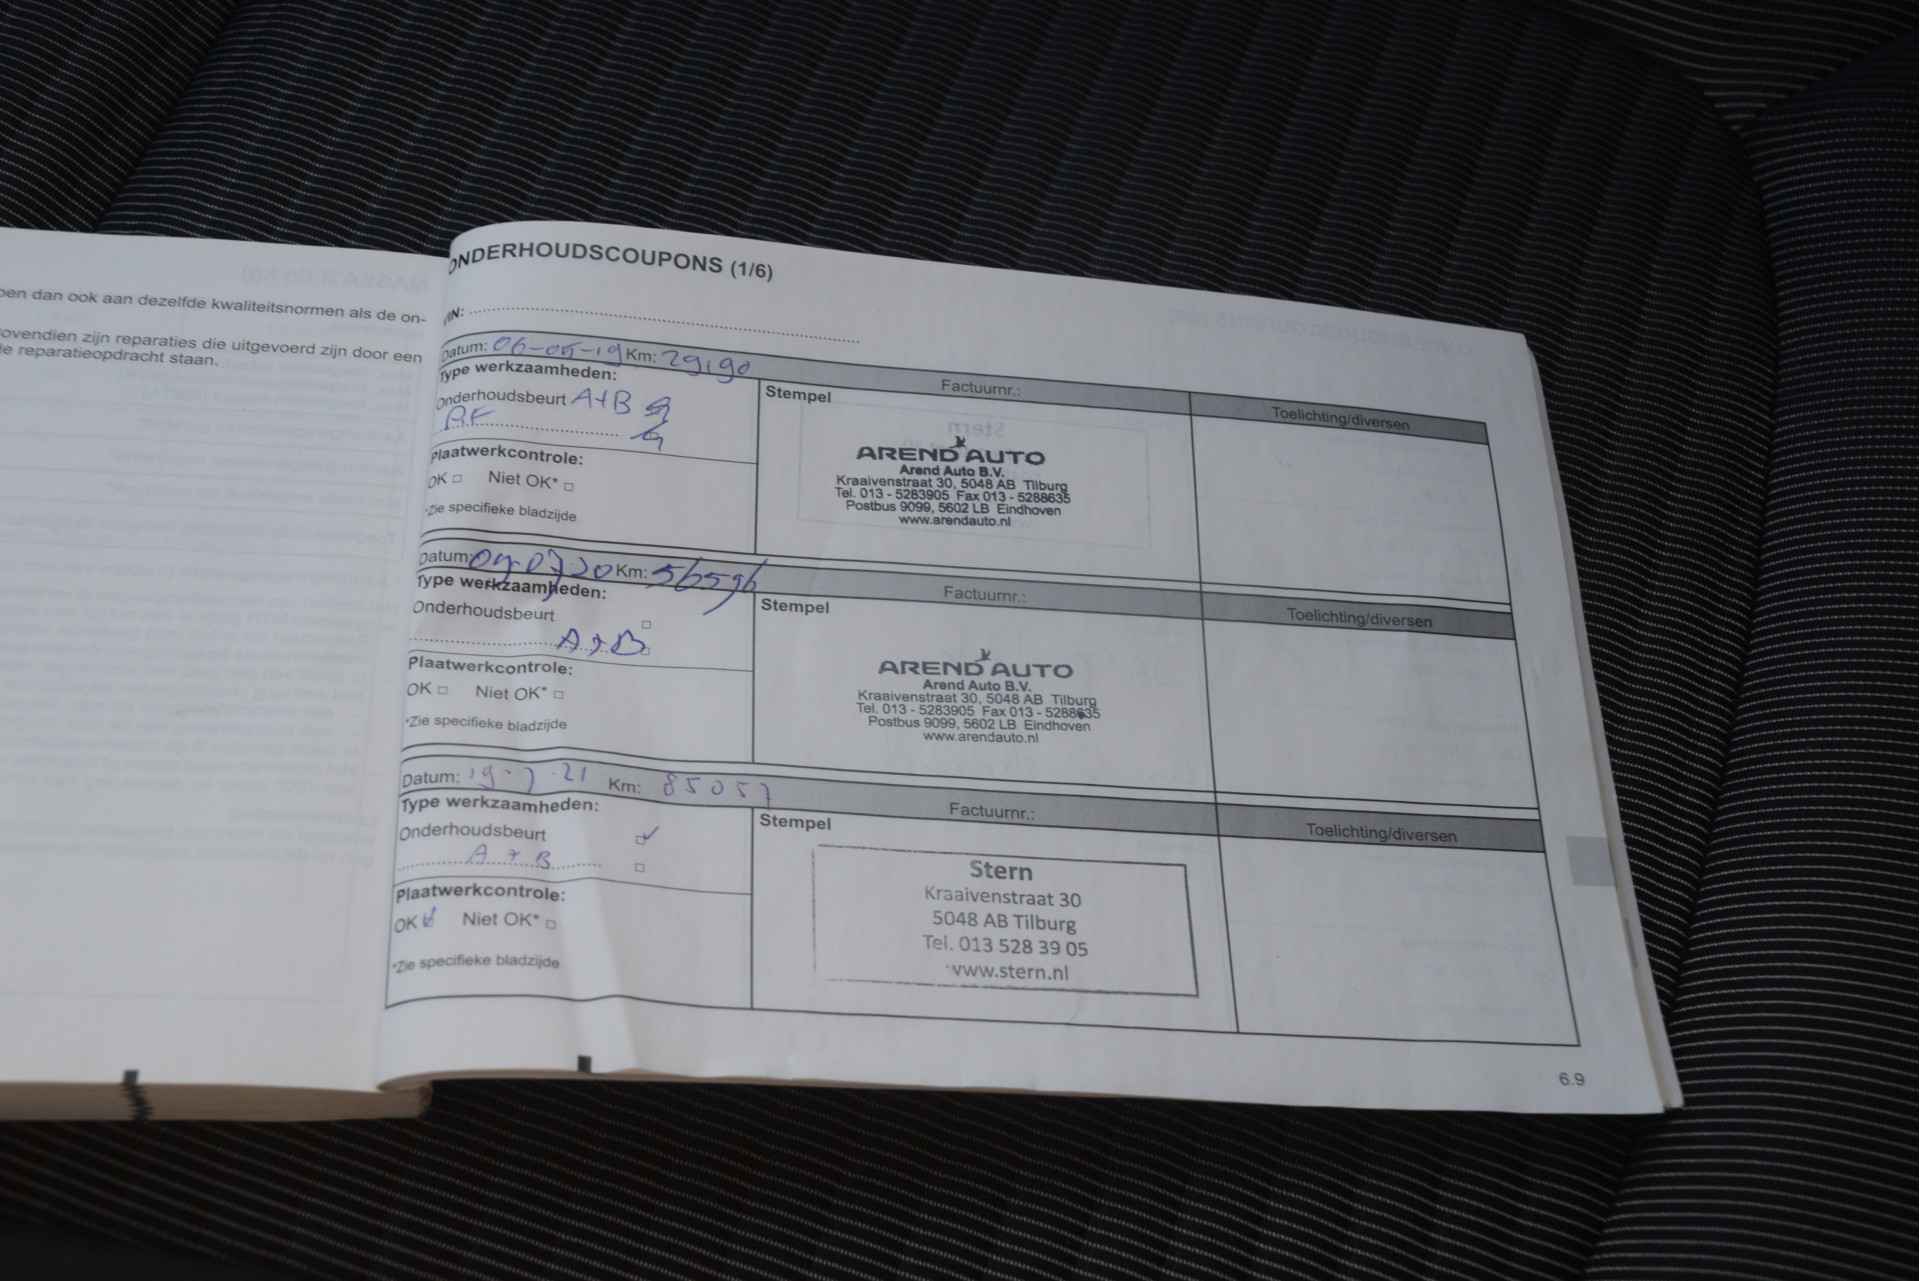 dan ook aan dezelfde kwaliteitsnormen als de on-
ovendien zijn reparaties die uitgevoerd zijn door een
reparatieopdracht staan.
ONDERHOUDSCOUPONS (1/6)
VIN:
Datum: 06-06-19 Km: 29190 Factuurnr.: Toelichting/diversen
Type werkzaamheden: Stempel
Onderhoudsbeurt A+B
Plaatwerkcontrole:
OK Niet OK*
*Zie specifieke bladzijde
AREND AUTO
Arend Auto B.V.
Kraaivenstraat 30, 5048 AB Tilburg
Tel. 013 - 5283905 Fax 013 - 5288635
Postbus 9099, 5602 LB Eindhoven
www.arendauto.nl
Datum: 07 20 Km: 56596 Factuurnr.: Toelichting/diversen
Type werkzaamheden: Stempel
Onderhoudsbeurt
A+B
Plaatwerkcontrole:
OK Niet OK*
*Zie specifieke bladzijde
AREND AUTO
Arend Auto B.V.
Kraaivenstraat 30, 5048 AB Tilburg
Tel. 013 - 5283905 Fax 013 - 5288635
Postbus 9099, 5602 LB Eindhoven
www.arendauto.nl
Datum: 19-7-21 Km: 85057 Factuurnr.: Toelichting/diversen
Type werkzaamheden: Stempel
Onderhoudsbeurt
A+B
Plaatwerkcontrole:
OK Niet OK*
*Zie specifieke bladzijde
Stern
Kraaivenstraat 30
5048 AB Tilburg
Tel. 013 528 39 05
www.stern.nl
6.9